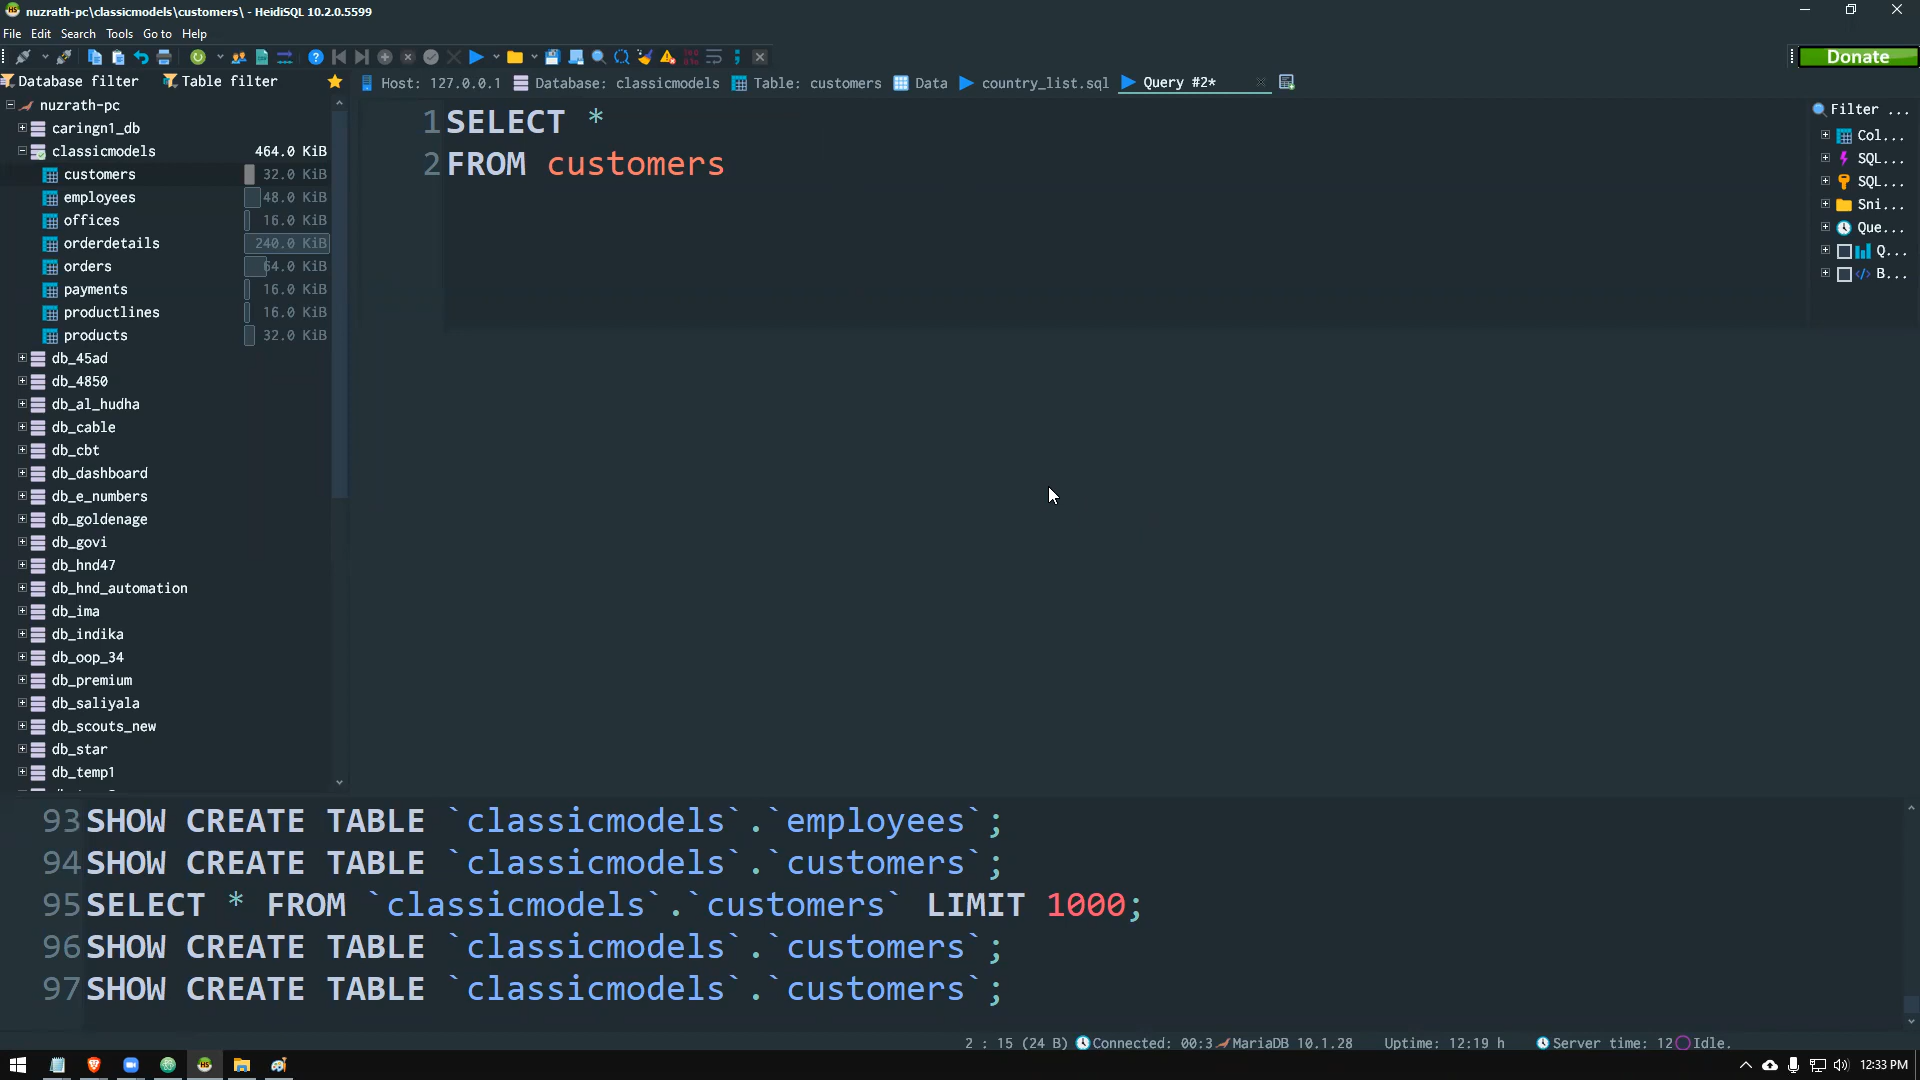 nuzrath-pc\classicmodels\customers\ - HeidiSQL 10.2.0.5599
File Edit Search Tools Go to Help
Donate
Database filter Table filter
Host: 127.0.0.1 Database: classicmodels Table: customers Data country_list.sql Query #2*
nuzrath-pc
caringn1_db
classicmodels 464.0 KiB
customers 32.0 KiB
employees 48.0 KiB
offices 16.0 KiB
orderdetails 240.0 KiB
orders 64.0 KiB
payments 16.0 KiB
productlines 16.0 KiB
products 32.0 KiB
db_45ad
db_4850
db_al_hudha
db_cable
db_cbt
db_dashboard
db_e_numbers
db_goldenage
db_govi
db_hnd47
db_hnd_automation
db_ima
db_indika
db_oop_34
db_premium
db_saliyala
db_scouts_new
db_star
db_temp1
1 SELECT *
2 FROM customers
Filter ...
Col...
SQL...
SQL...
Sni...
Que...
Q...
B...
93 SHOW CREATE TABLE `classicmodels`.`employees`;
94 SHOW CREATE TABLE `classicmodels`.`customers`;
95 SELECT * FROM `classicmodels`.`customers` LIMIT 1000;
96 SHOW CREATE TABLE `classicmodels`.`customers`;
97 SHOW CREATE TABLE `classicmodels`.`customers`;
2 : 15 (24 B) Connected: 00:3 MariaDB 10.1.28 Uptime: 12:19 h Server time: 12 Idle.
12:33 PM